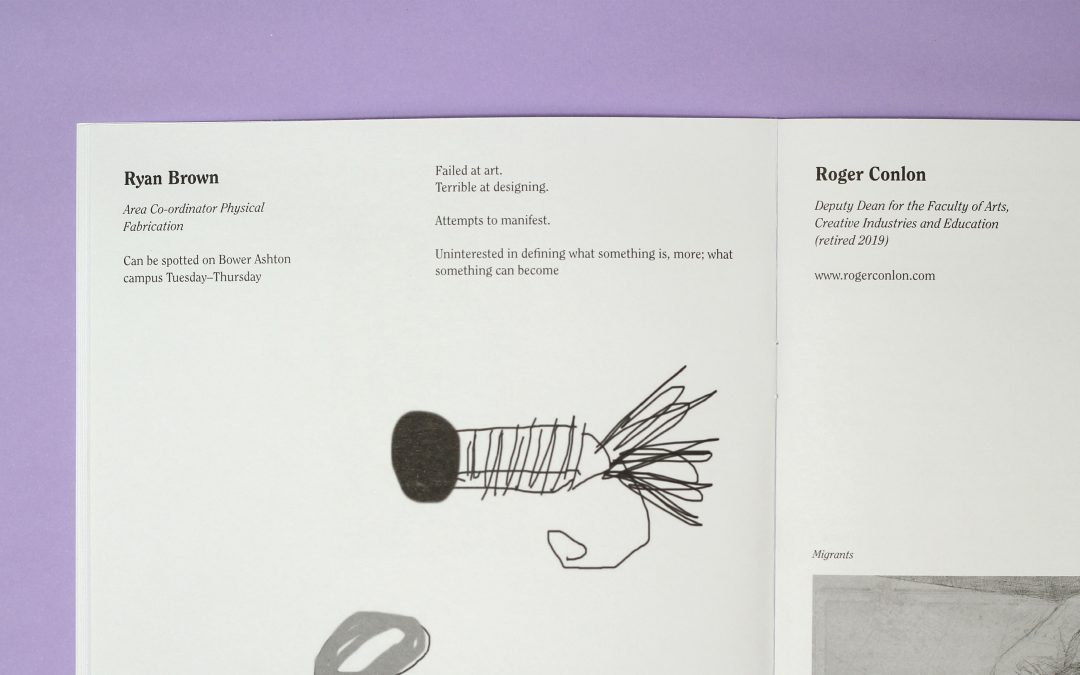 Ryan Brown
Area Co-ordinator Physical
Fabrication
Can be spotted on Bower Ashton
campus Tuesday–Thursday
Failed at art.
Terrible at designing.
Attempts to manifest.
Uninterested in defining what something is, more; what
something can become
Roger Conlon
Deputy Dean for the Faculty of Arts,
Creative Industries and Education
(retired 2019)
www.rogerconlon.com
Migrants